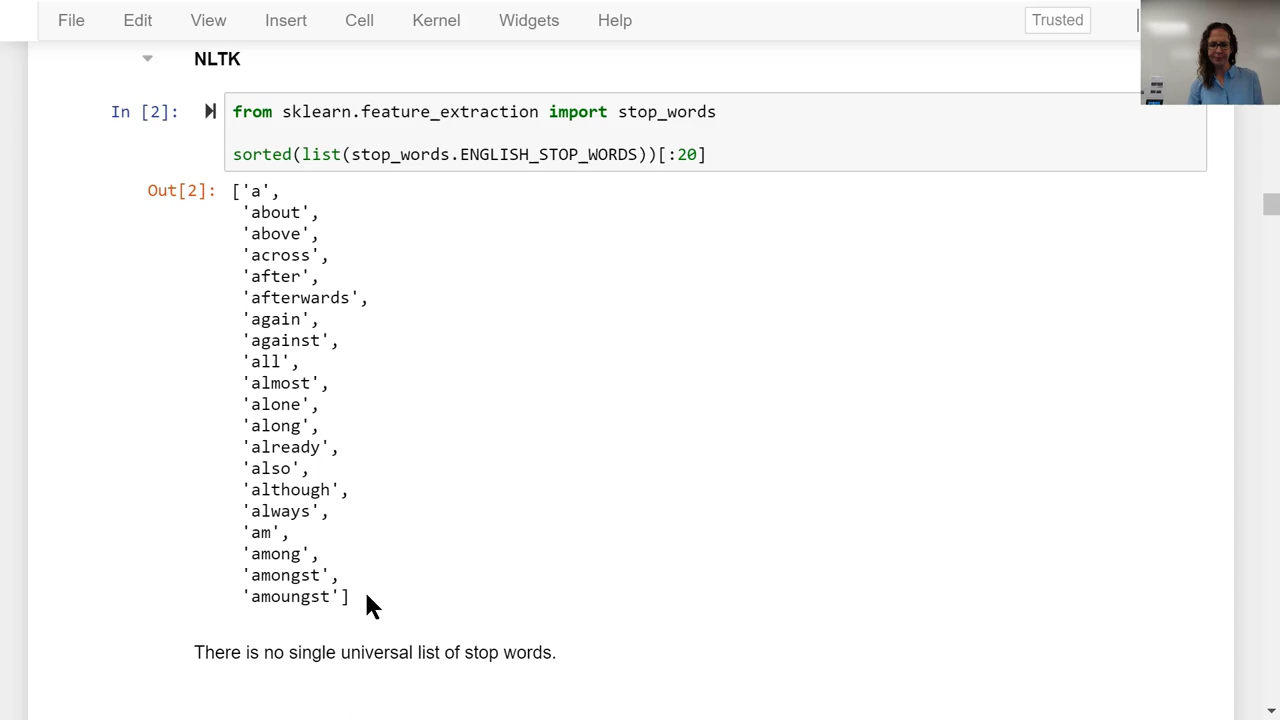 File Edit View Insert Cell Kernel Widgets Help Trusted
NLTK
In [2]: from sklearn.feature_extraction import stop_words
sorted(list(stop_words.ENGLISH_STOP_WORDS))[:20]
Out[2]: ['a',
'about',
'above',
'across',
'after',
'afterwards',
'again',
'against',
'all',
'almost',
'alone',
'along',
'already',
'also',
'although',
'always',
'am',
'among',
'amongst',
'amoungst']
There is no single universal list of stop words.